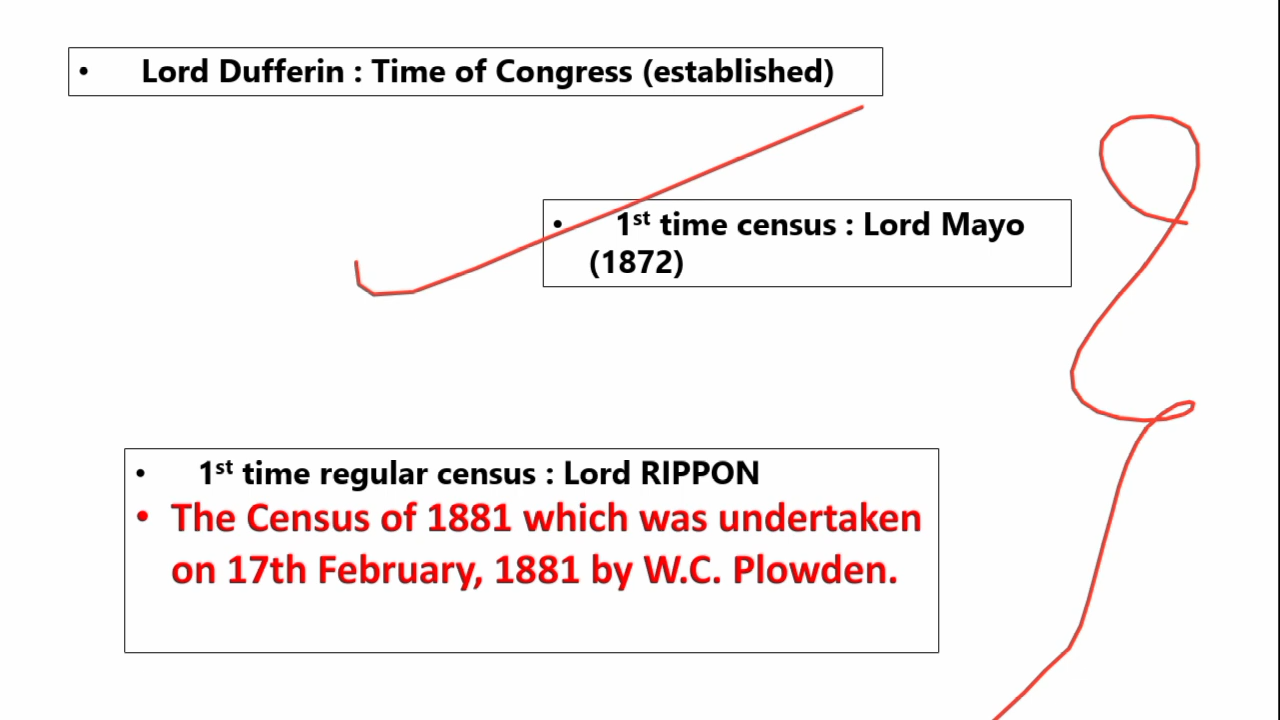 • Lord Dufferin : Time of Congress (established)
• 1st time census : Lord Mayo
(1872)
• 1st time regular census : Lord RIPPON
• The Census of 1881 which was undertaken
on 17th February, 1881 by W.C. Plowden.